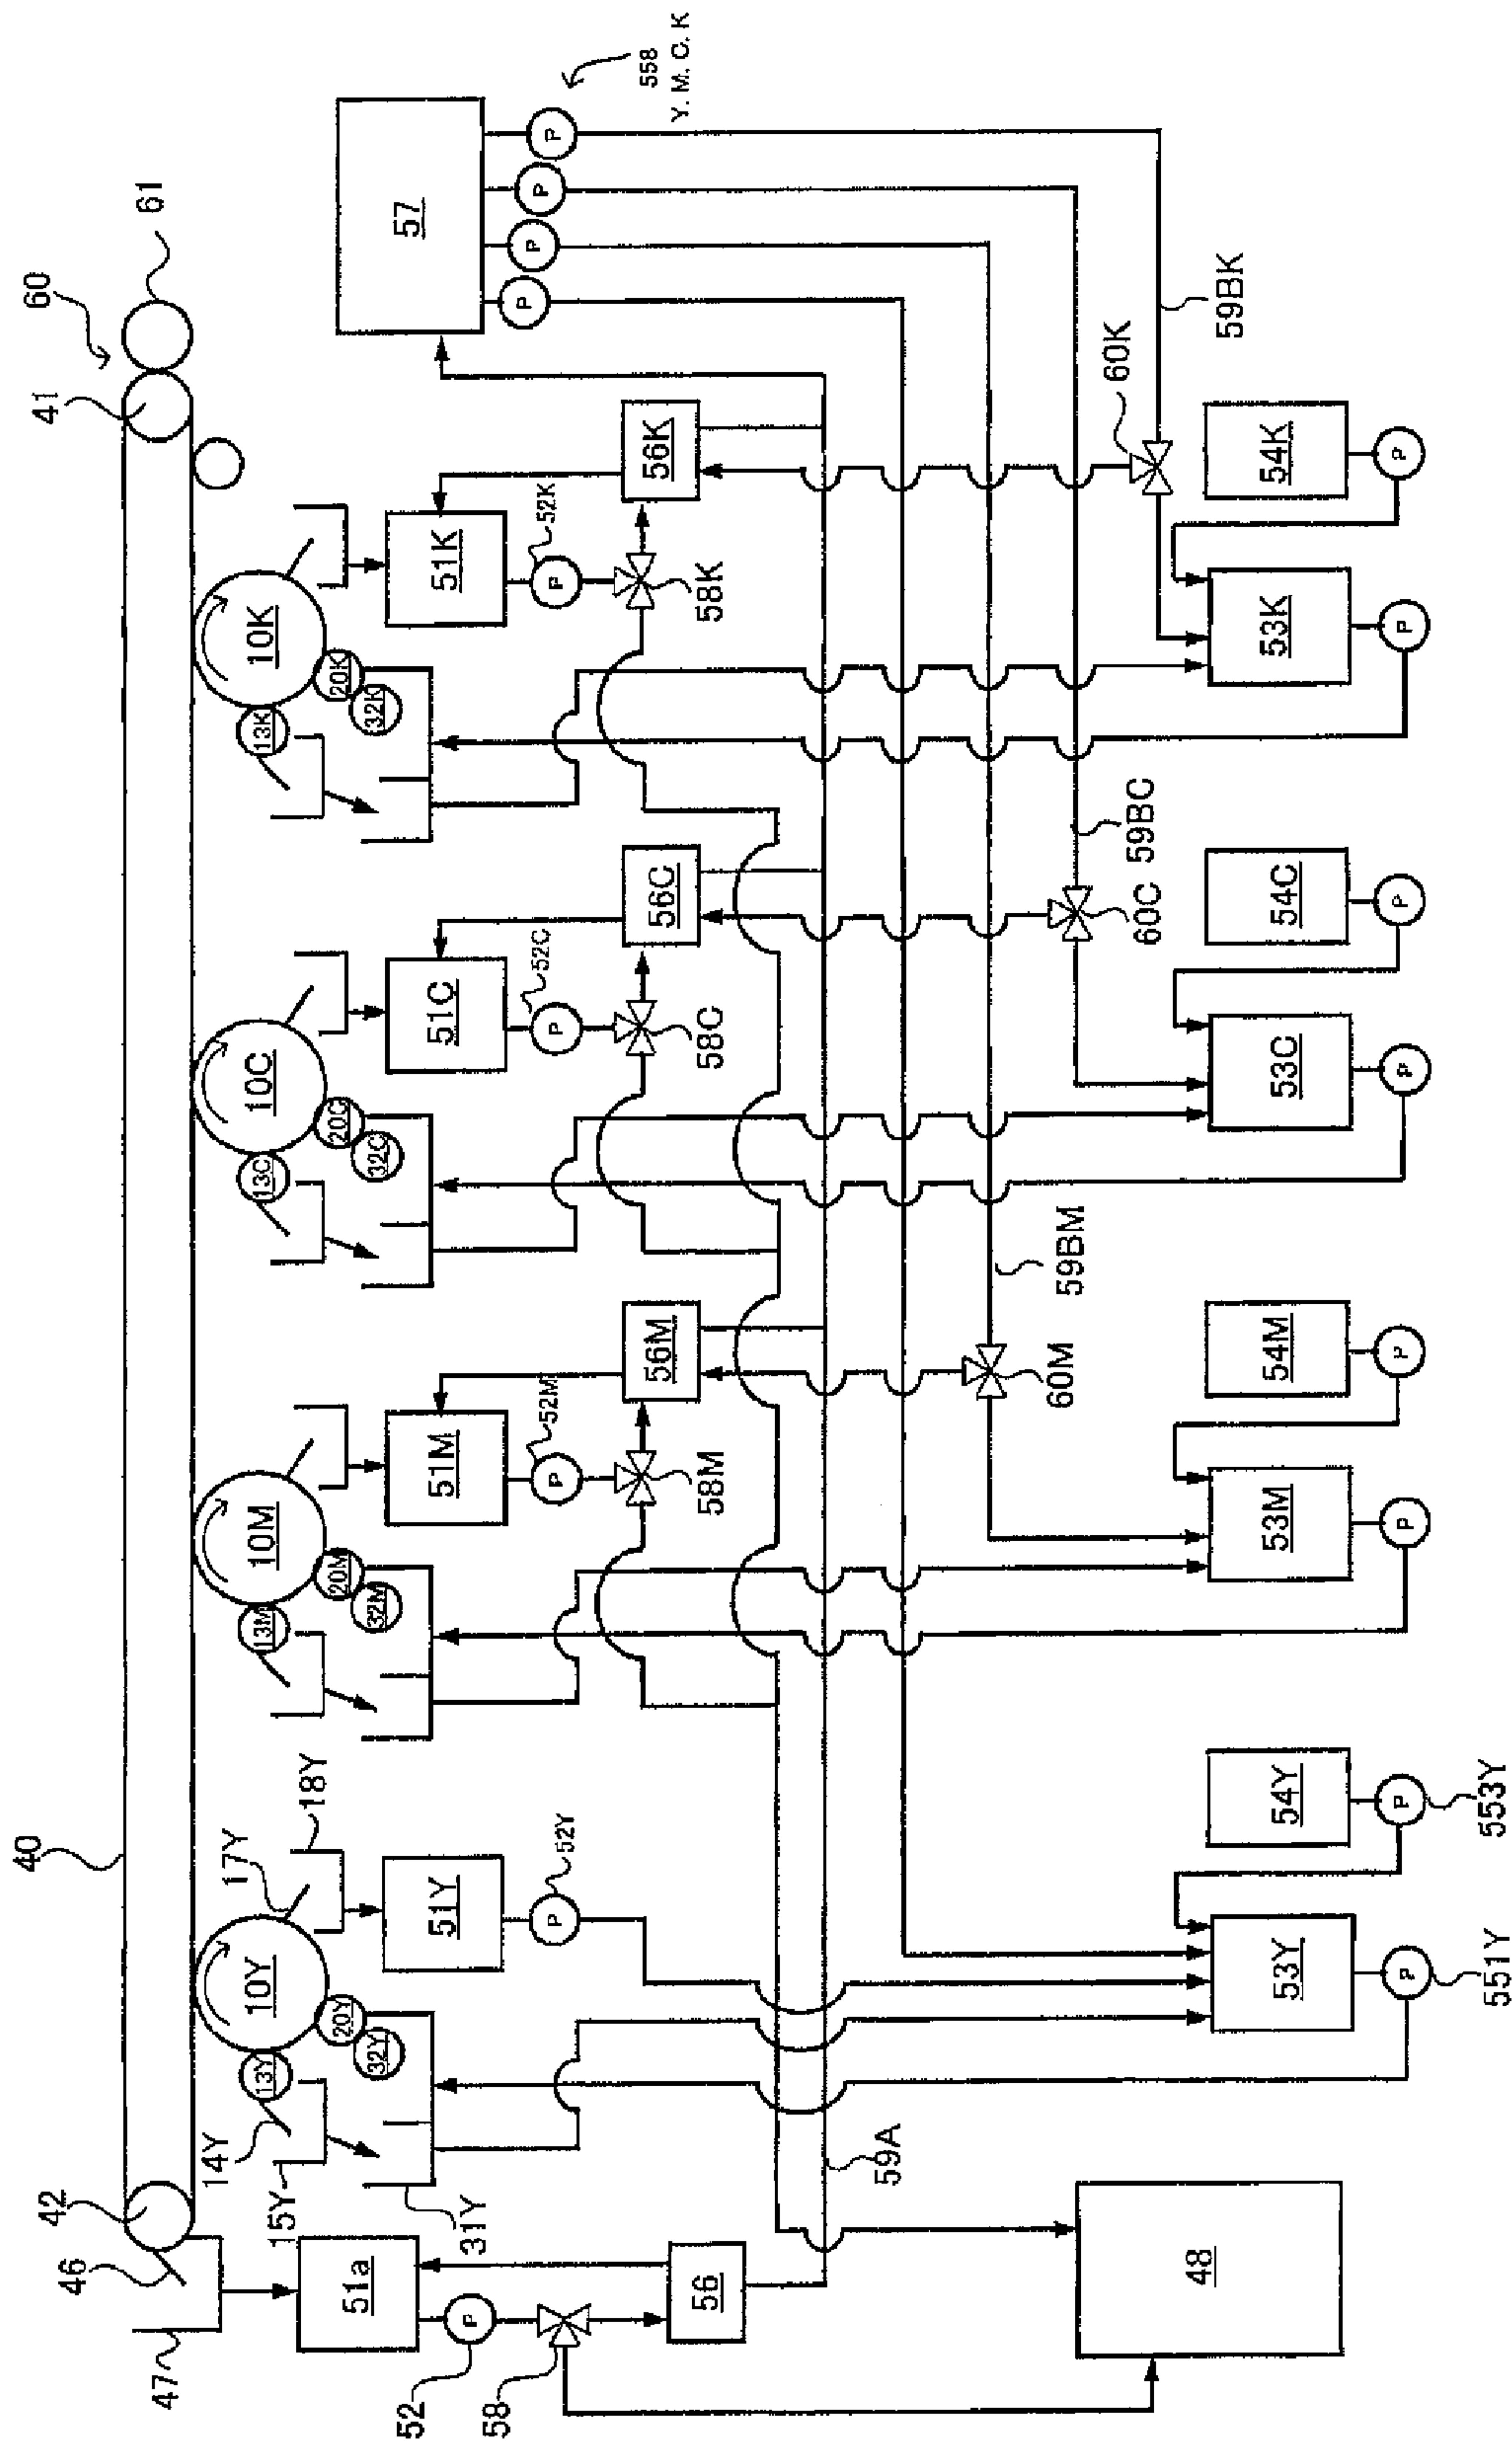 60
61
41
40
42
46
47
57
558
Y. M. C. K
P
P
P
P
10K
13K
20K
32K
51K
52K
P
56K
58K
60K
59BK
54K
P
53K
P
10C
13C
20C
32C
51C
52C
P
56C
58C
60C
59BC
54C
P
53C
P
10M
13M
20M
32M
51M
52M
P
56M
58M
60M
59BM
54M
P
53M
P
10Y
13Y
14Y
15Y
17Y
18Y
20Y
32Y
31Y
51Y
52Y
P
54Y
P
553Y
53Y
P
551Y
51a
P
52
58
56
59A
48